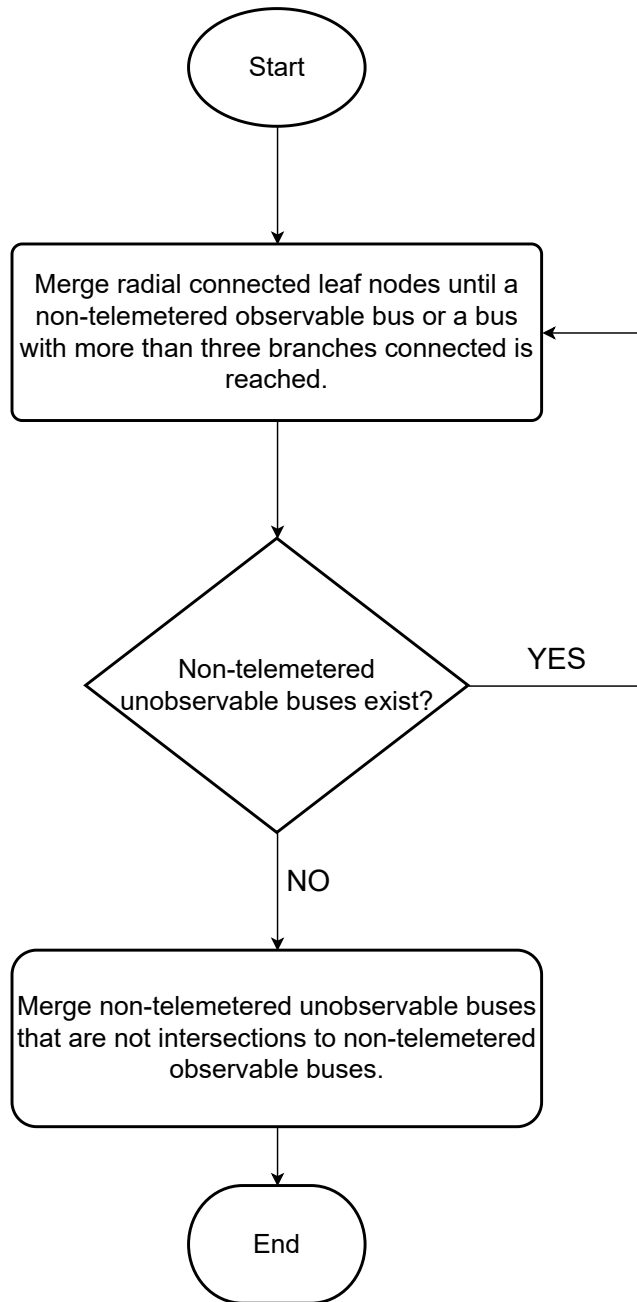 Start
Merge radial connected leaf nodes until a
non-telemetered observable bus or a bus
with more than three branches connected is
reached.
Non-telemetered
unobservable buses exist?
YES
NO
Merge non-telemetered unobservable buses
that are not intersections to non-telemetered
observable buses.
End